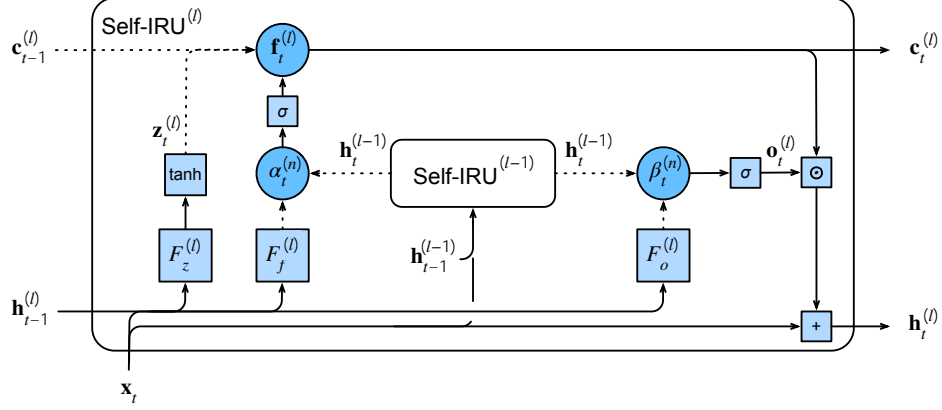 Self-IRU^{(l)}
c_{t-1}^{(l)}
f_t^{(l)}
c_t^{(l)}
σ
z_t^{(l)}
h_t^{(l-1)}
h_t^{(l-1)}
o_t^{(l)}
tanh
α_t^{(n)}
Self-IRU^{(l-1)}
β_t^{(n)}
σ
⊙
F_z^{(l)}
F_f^{(l)}
h_{t-1}^{(l-1)}
F_o^{(l)}
h_{t-1}^{(l)}
+
h_t^{(l)}
x_t